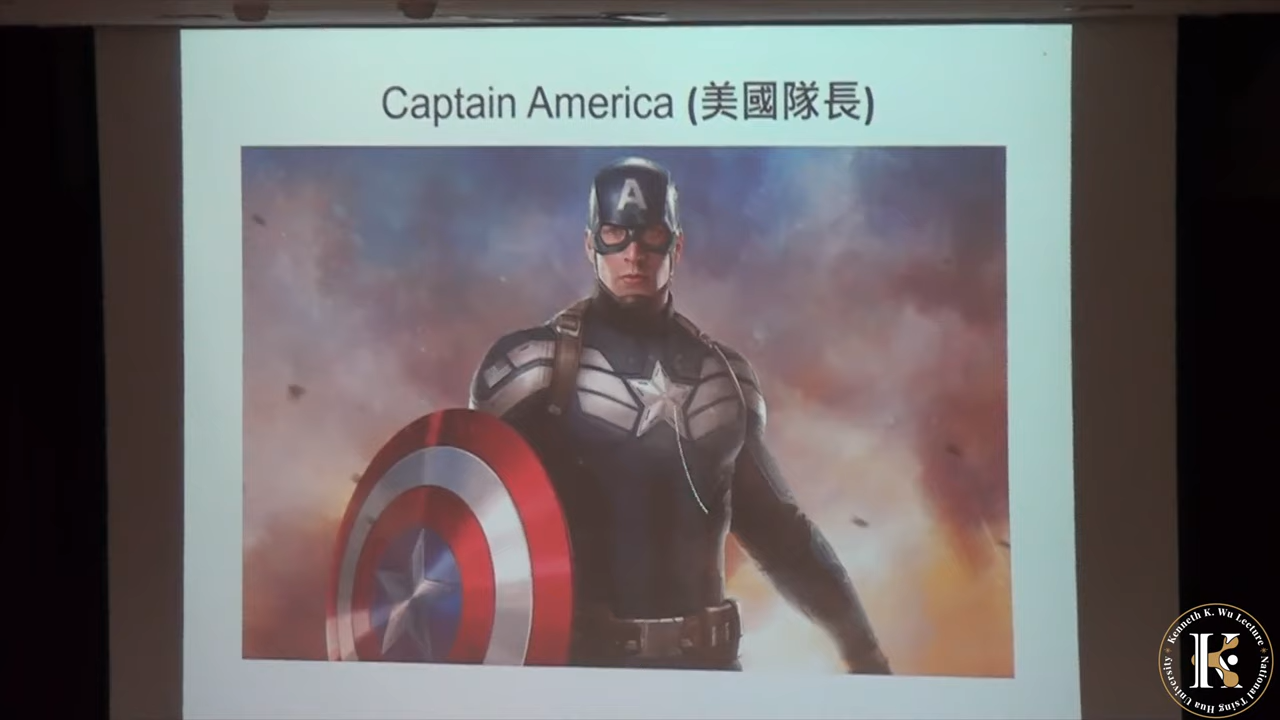 Captain America (美國隊長)
A
Kenneth K. Wu Lecture
National Tsing Hua University
K